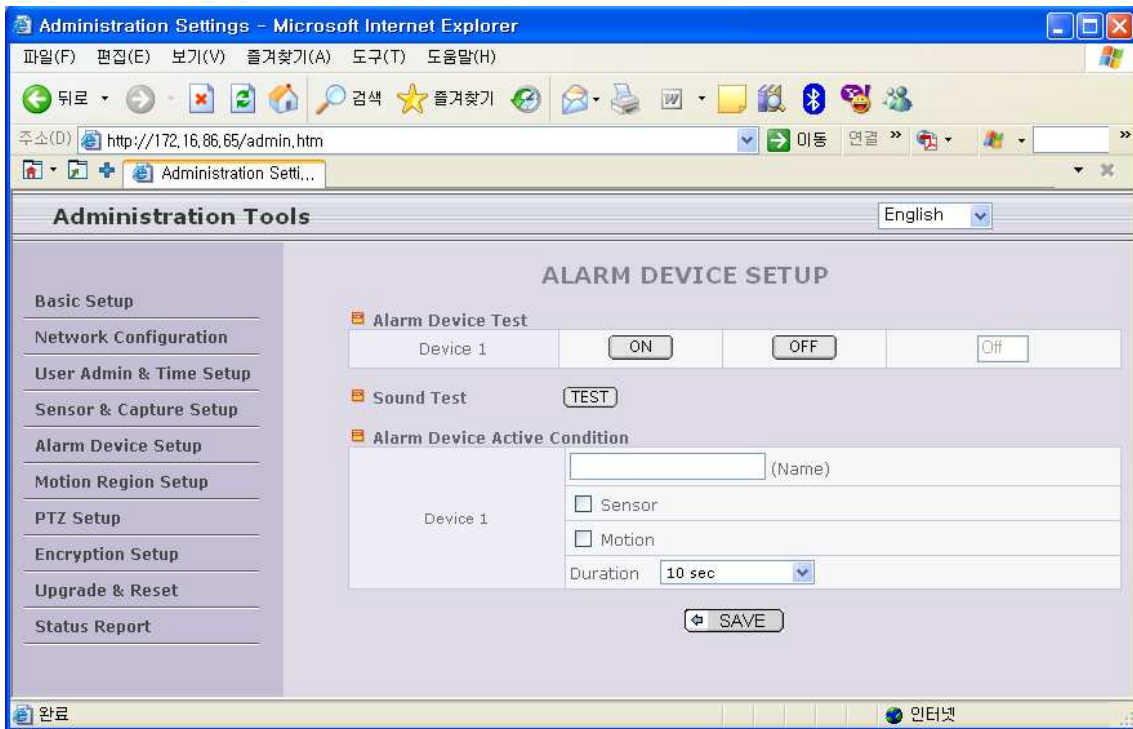 Administration Settings - Microsoft Internet Explorer
파일(F) 편집(E) 보기(V) 즐겨찾기(A) 도구(T) 도움말(H)
뒤로 검색 즐겨찾기
주소(D) http://172,16,86,65/admin,htm 이동 연결 »
Administration Setti,,,
Administration Tools English
ALARM DEVICE SETUP
Basic Setup
Network Configuration
User Admin & Time Setup
Sensor & Capture Setup
Alarm Device Setup
Motion Region Setup
PTZ Setup
Encryption Setup
Upgrade & Reset
Status Report
Alarm Device Test
Device 1 ON OFF Off
Sound Test TEST
Alarm Device Active Condition
Device 1
(Name)
Sensor
Motion
Duration 10 sec
SAVE
완료 인터넷